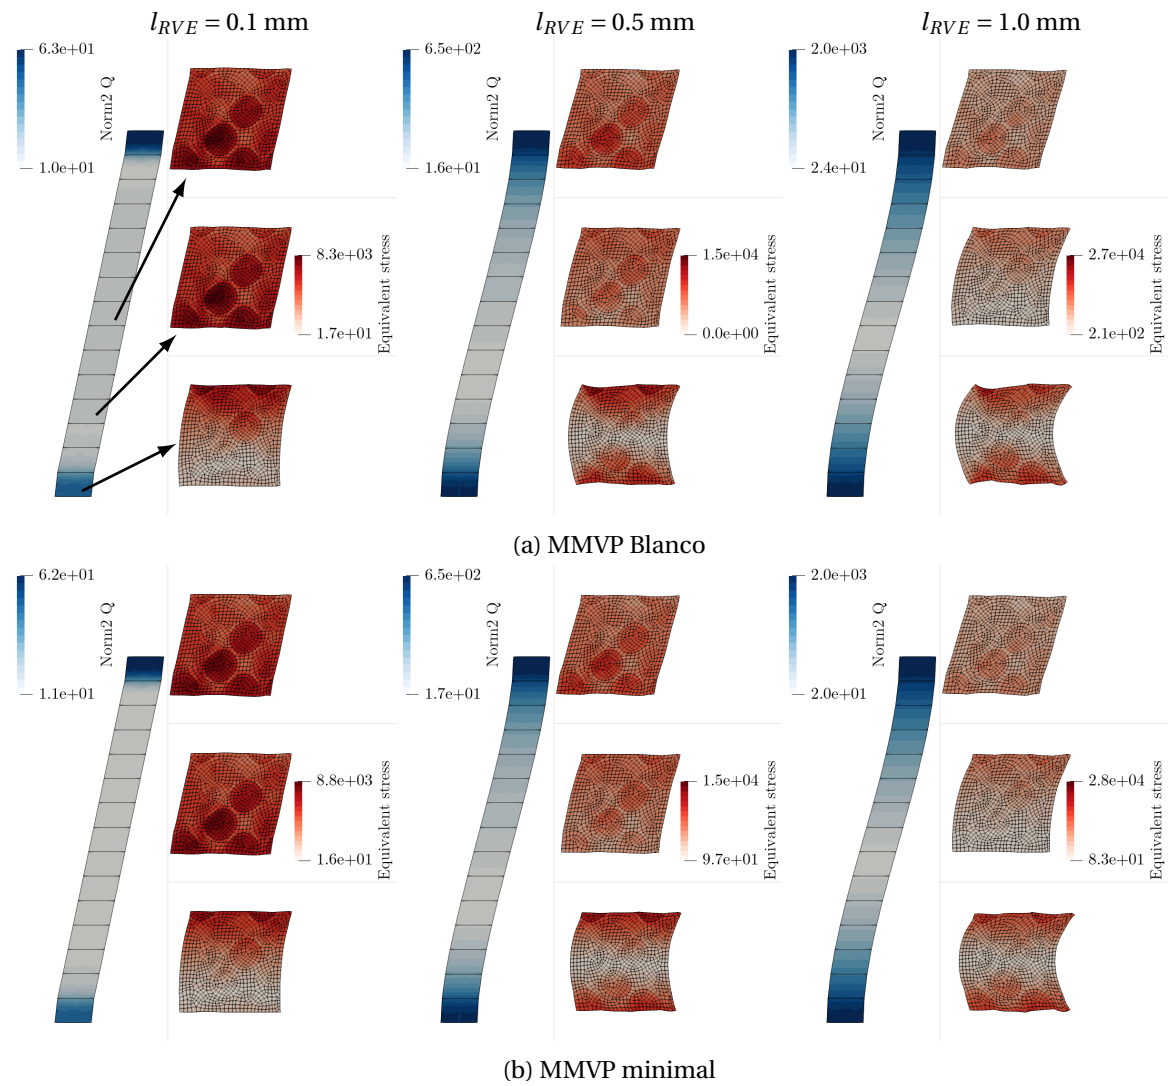 l_RVE = 0.1 mm
l_RVE = 0.5 mm
l_RVE = 1.0 mm
6.3e+01
Norm2 Q
1.0e+01
8.3e+03
Equivalent stress
1.7e+01
6.5e+02
Norm2 Q
1.6e+01
1.5e+04
Equivalent stress
0.0e+00
2.0e+03
Norm2 Q
2.4e+01
2.7e+04
Equivalent stress
2.1e+02
(a) MMVP Blanco
6.2e+01
Norm2 Q
1.1e+01
8.8e+03
Equivalent stress
1.6e+01
6.5e+02
Norm2 Q
1.7e+01
1.5e+04
Equivalent stress
9.7e+01
2.0e+03
Norm2 Q
2.0e+01
2.8e+04
Equivalent stress
8.3e+01
(b) MMVP minimal